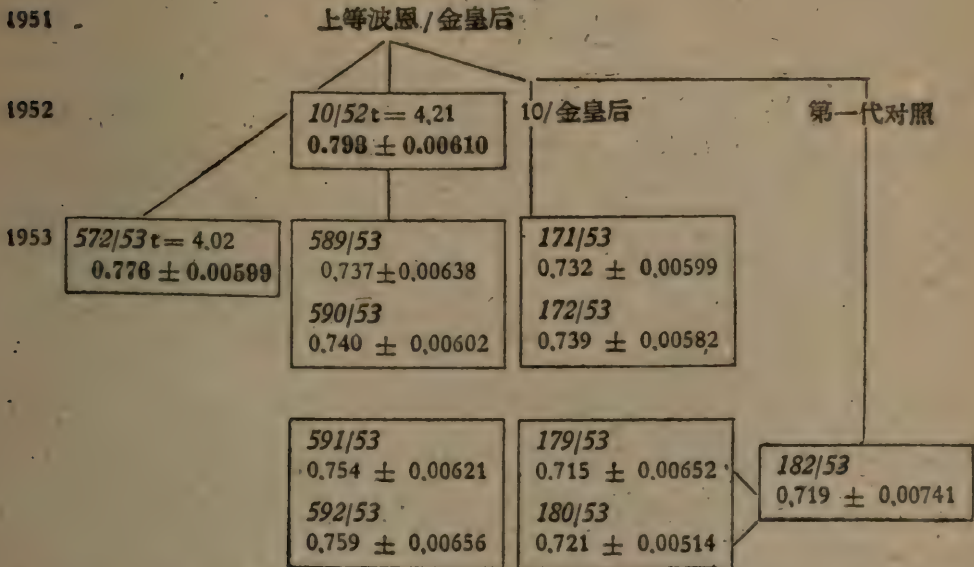 1951
上等波恩/金皇后
1952
10/52 t = 4.21
0.793 ± 0.00610
10/金皇后
第一代对照
1953
572/53 t = 4.02
0.776 ± 0.00599
589/53
0.737 ± 0.00638
590/53
0.740 ± 0.00602
171/53
0.732 ± 0.00599
172/53
0.739 ± 0.00582
591/53
0.754 ± 0.00621
592/53
0.759 ± 0.00656
179/53
0.715 ± 0.00652
180/53
0.721 ± 0.00514
182/53
0.719 ± 0.00741